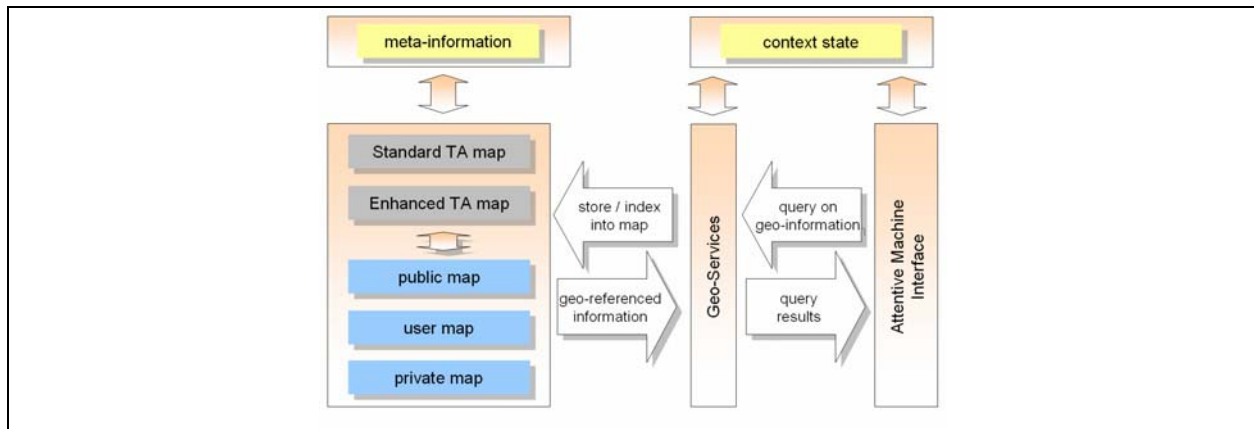 meta-information
context state
Standard TA map
Enhanced TA map
public map
user map
private map
store / index
into map
geo-referenced
information
Geo-Services
query on
geo-information
query
results
Attentive Machine
Interface